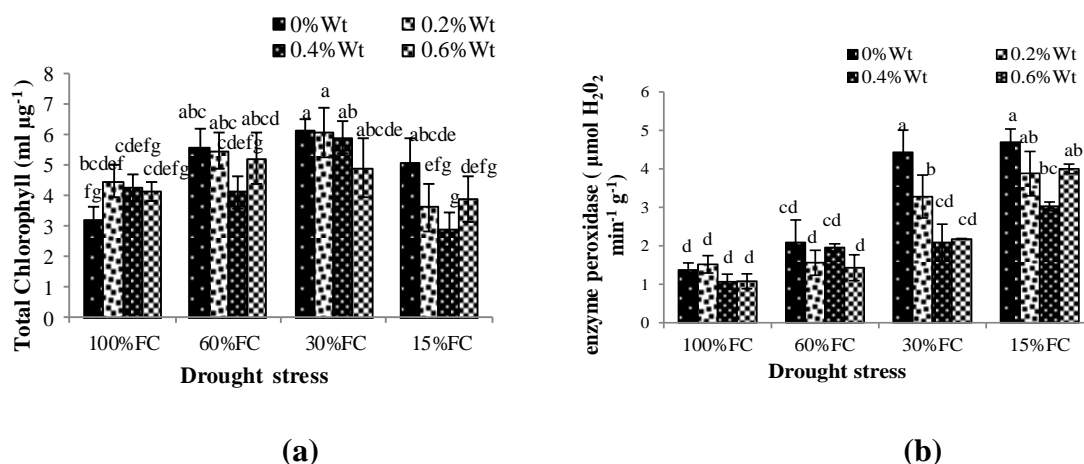 ■0%Wt ■0.2%Wt
■0.4%Wt ■0.6%Wt
Total Chlorophyll (ml µg⁻¹)
8
7
6
5
4
3
2
1
0
fg bcdef cdefg cdefg
abc abc cdefg abcd
a a ab abcde
abcde efg g defg
100%FC 60%FC 30%FC 15%FC
Drought stress
(a)
■0%Wt ■0.2%Wt
■0.4%Wt ■0.6%Wt
enzyme peroxidase ( µmol H₂0₂
min⁻¹ g⁻¹)
6
5
4
3
2
1
0
d d d d
cd d cd d
a b cd cd
a ab bc ab
100%FC 60%FC 30%FC 15%FC
Drought stress
(b)